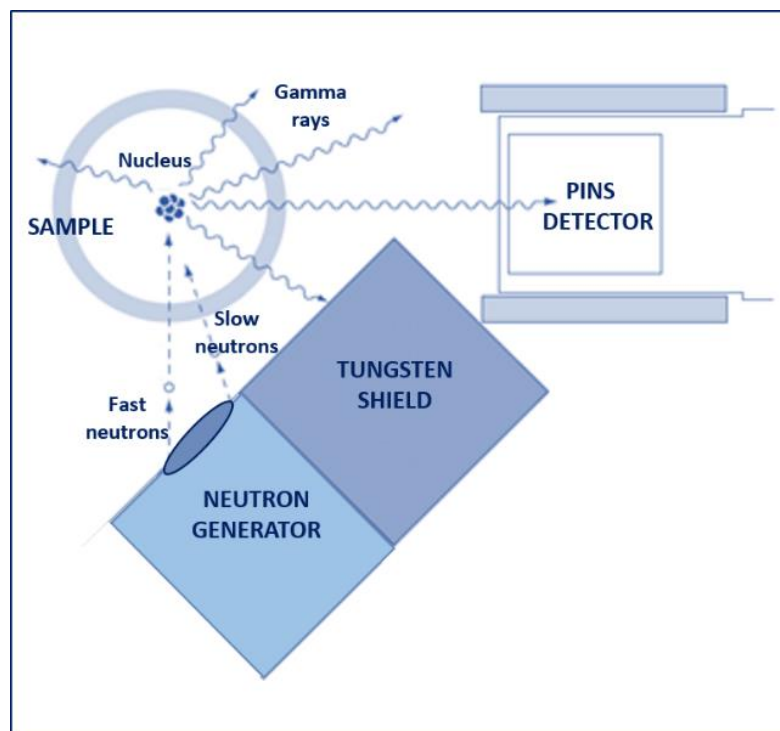 Gamma
rays
Nucleus
SAMPLE
PINS
DETECTOR
Slow
neutrons
TUNGSTEN
SHIELD
Fast
neutrons
NEUTRON
GENERATOR